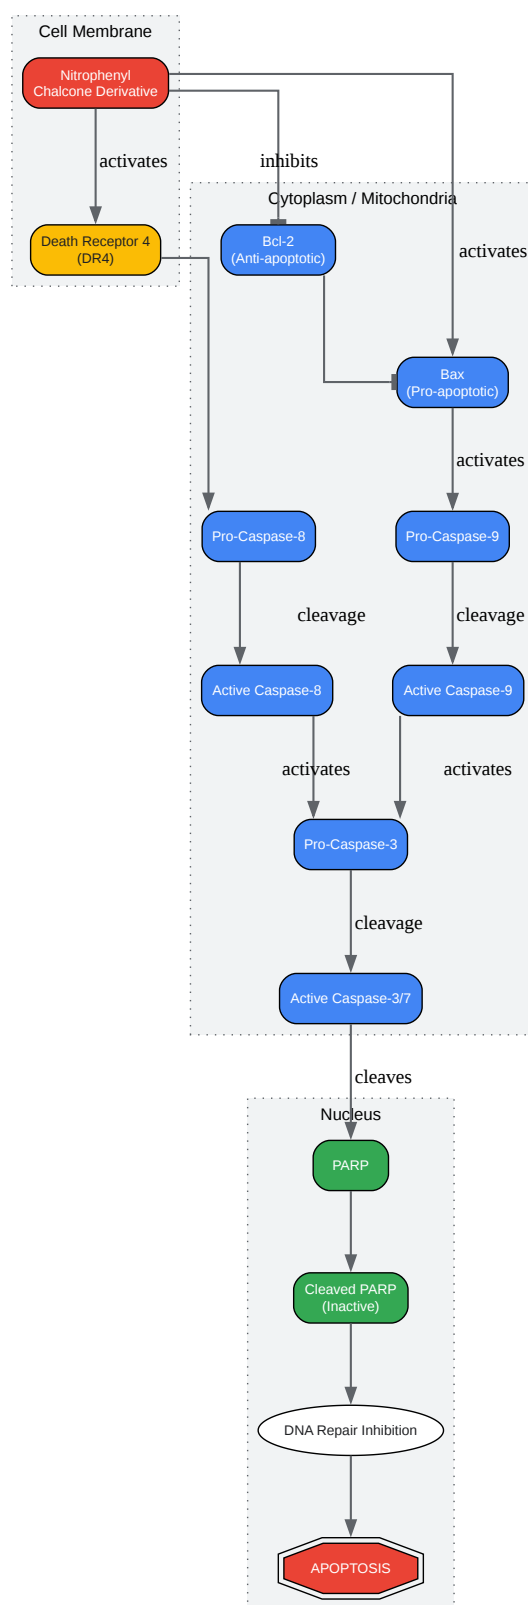 Cell Membrane
Nitrophenyl
Chalcone Derivative
activates
inhibits
Death Receptor 4
(DR4)
Cytoplasm / Mitochondria
Bcl-2
(Anti-apoptotic)
activates
Bax
(Pro-apoptotic)
activates
Pro-Caspase-8
Pro-Caspase-9
cleavage
cleavage
Active Caspase-8
Active Caspase-9
activates
activates
Pro-Caspase-3
cleavage
Active Caspase-3/7
cleaves
Nucleus
PARP
Cleaved PARP
(Inactive)
DNA Repair Inhibition
APOPTOSIS